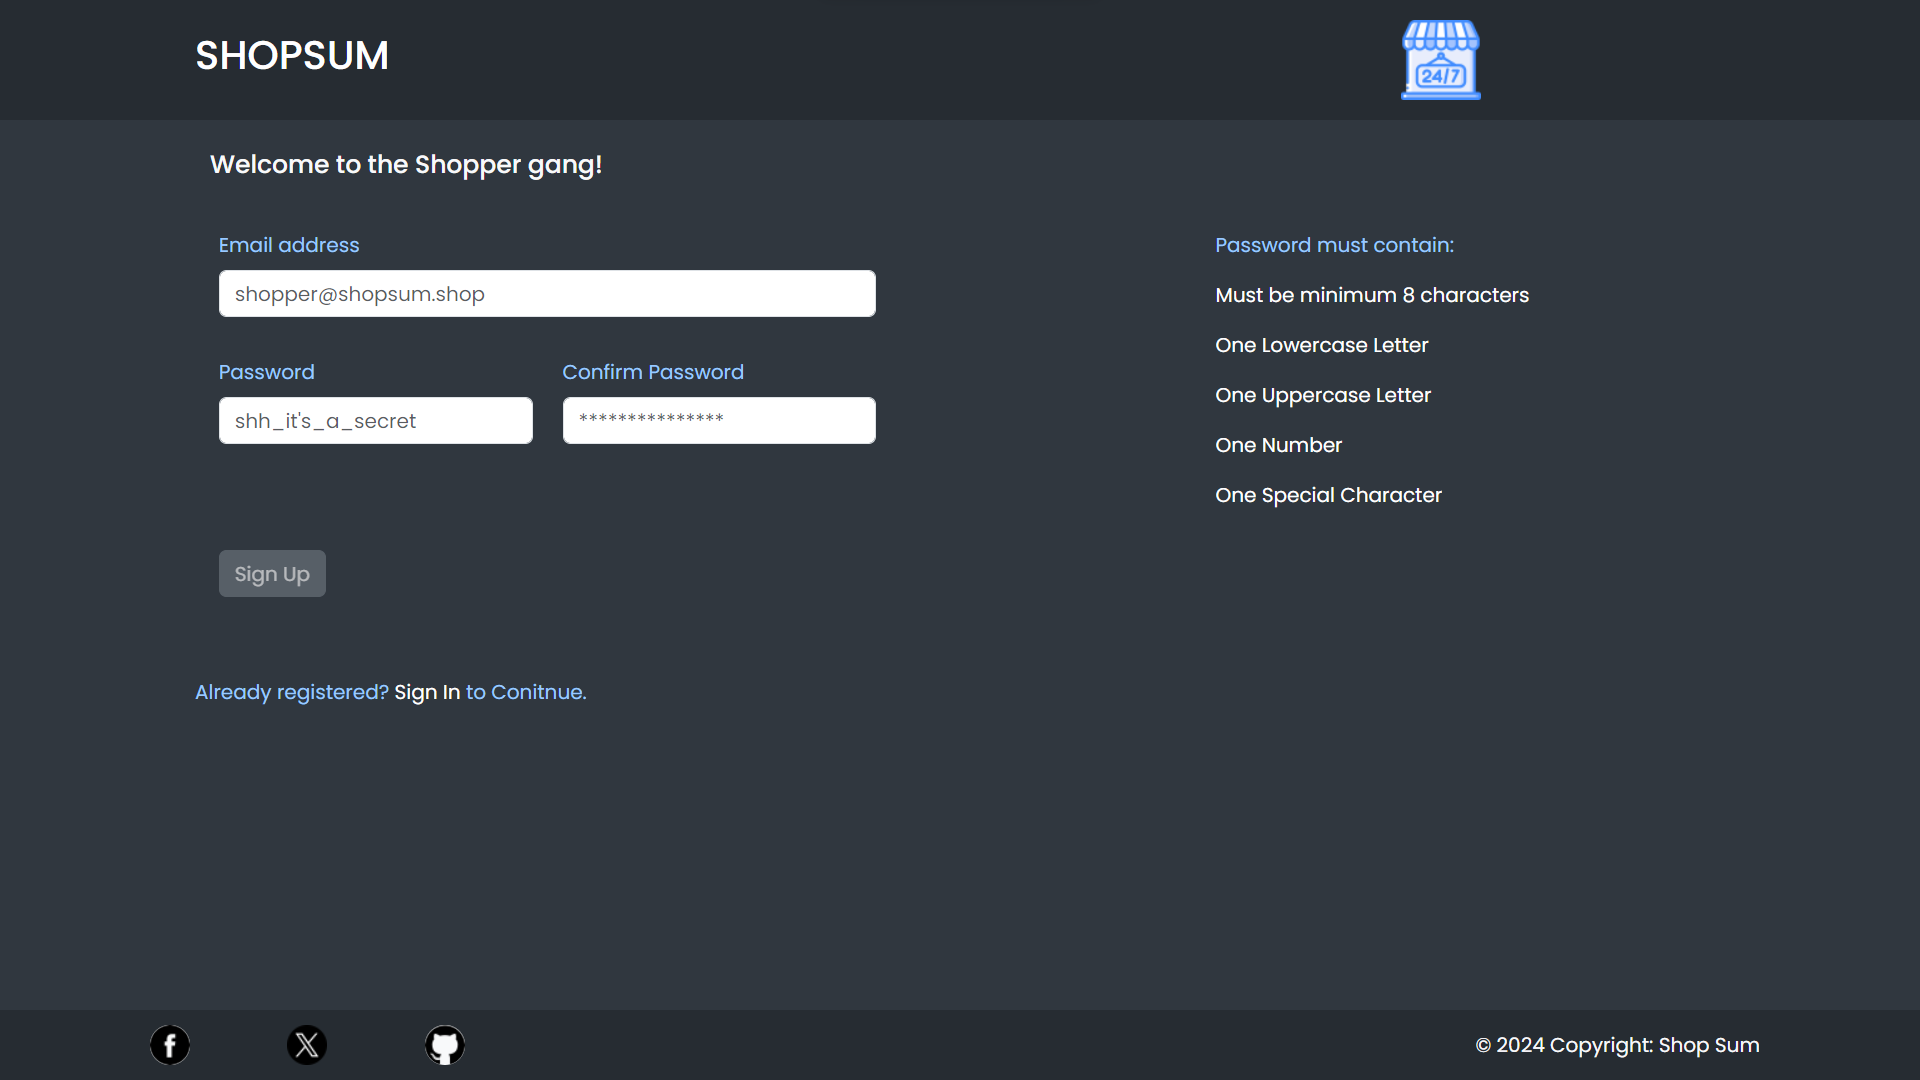 SHOPSUM
24/7
Welcome to the Shopper gang!
Email address
shopper@shopsum.shop
Password
Confirm Password
shh_it's_a_secret
***************
Sign Up
Already registered? Sign In to Conitnue.
Password must contain:
Must be minimum 8 characters
One Lowercase Letter
One Uppercase Letter
One Number
One Special Character
© 2024 Copyright: Shop Sum